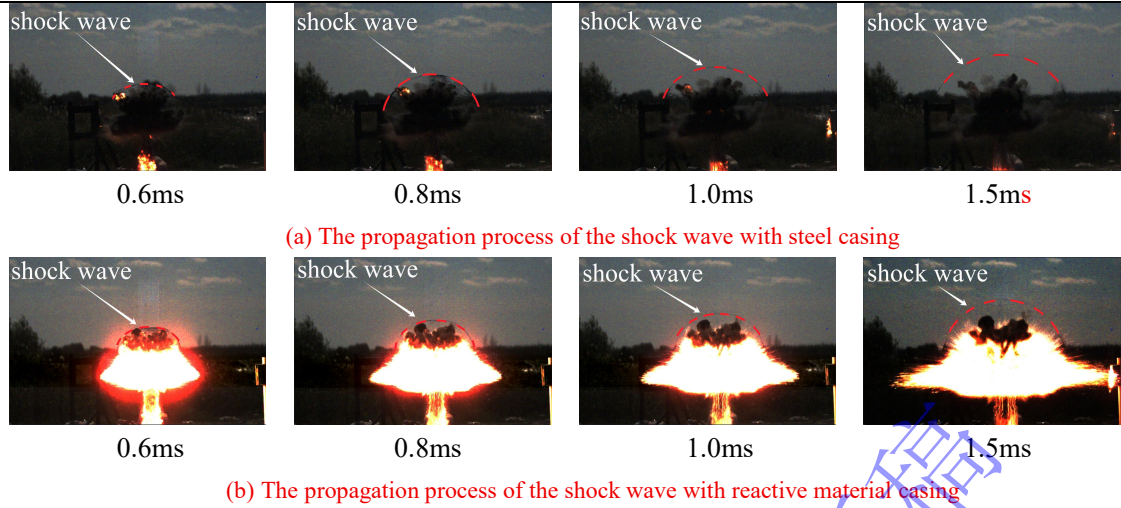 shock wave shock wave shock wave shock wave
0.6ms 0.8ms 1.0ms 1.5ms
(a) The propagation process of the shock wave with steel casing
shock wave shock wave shock wave shock wave
0.6ms 0.8ms 1.0ms 1.5ms
(b) The propagation process of the shock wave with reactive material casing
稿